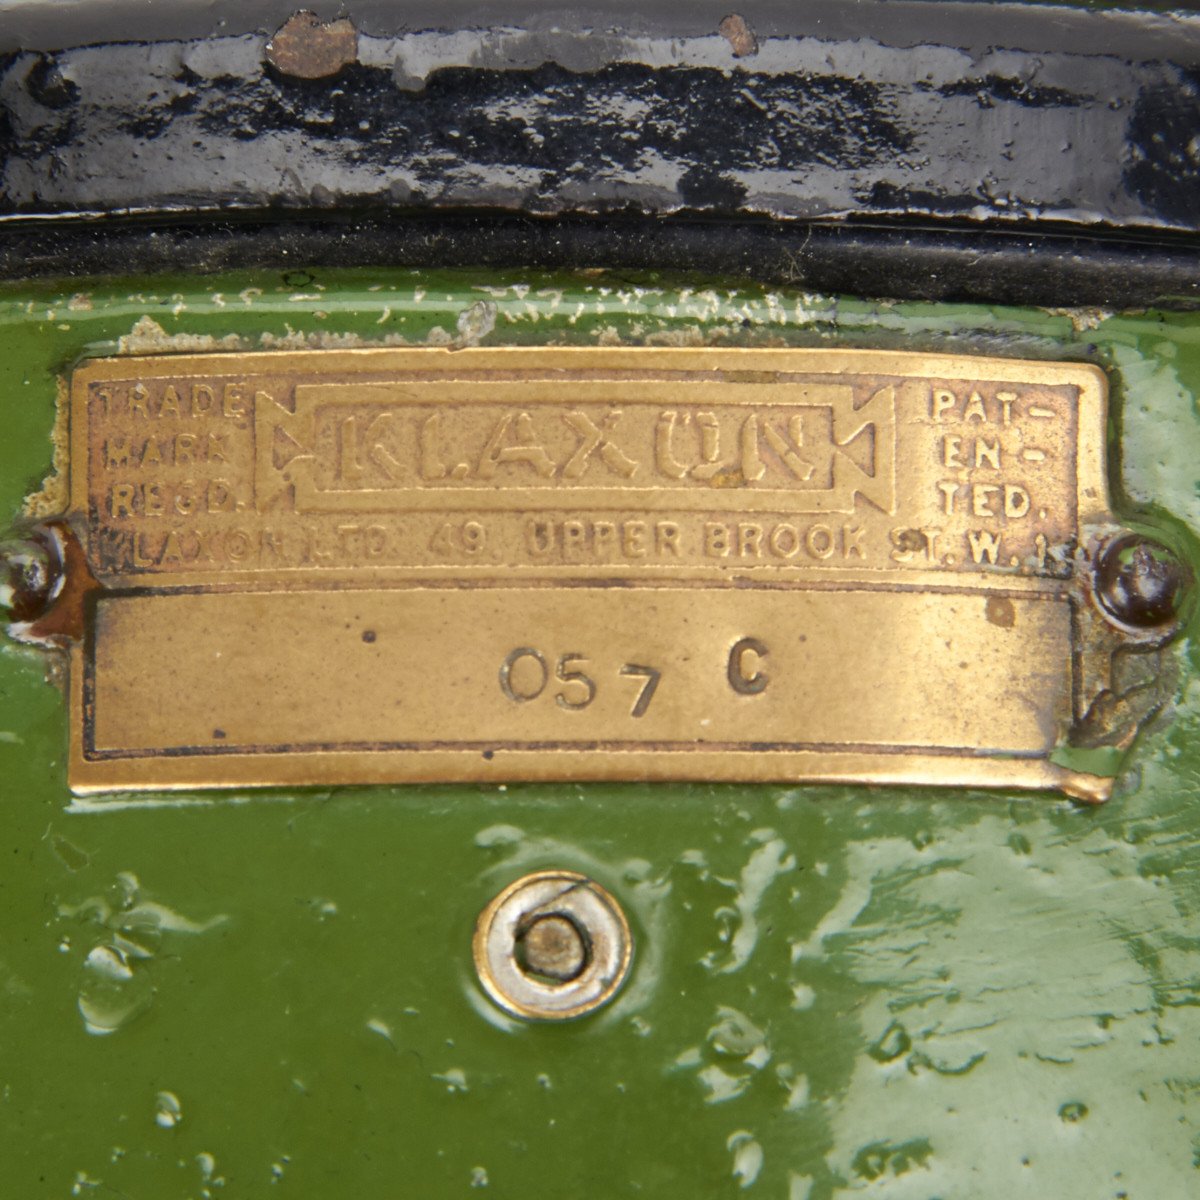 TRADE
MARK
REGD.
KLAXON
PAT-
EN-
TED.
KLAXON LTD. 49. UPPER BROOK ST. W.1.
057 C